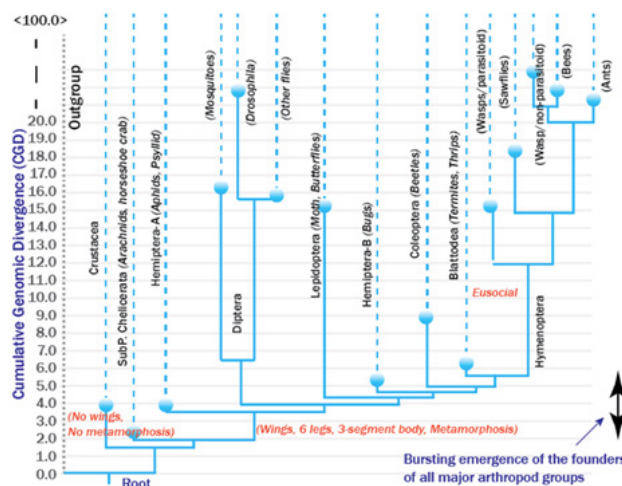 <100.0>
Cumulative Genomic Divergence (CGD)
20.0
19.0
18.0
17.0
16.0
15.0
14.0
13.0
12.0
11.0
10.0
9.0
8.0
7.0
6.0
5.0
4.0
3.0
2.0
1.0
0.0
Outgroup
Crustacea
SubP. Chelicerata (Arachnids, horseshoe crab)
Hemiptera-A (Aphids, Psyllid)
(Mosquitoes)
(Drosophila)
(Other flies)
Diptera
Lepidoptera (Moth, Butterflies)
Hemiptera-B (Bugs)
Coleoptera (Beetles)
Blattodea (Termites, Thrips)
(Wasps/parasitoid)
(Sawflies)
(Wasp/non-parasitoid)
(Bees)
(Ants)
Eusocial
Hymenoptera
(No wings,
No metamorphosis)
(Wings, 6 legs, 3-segment body, Metamorphosis)
Root
Bursting emergence of the founders
of all major arthropod groups